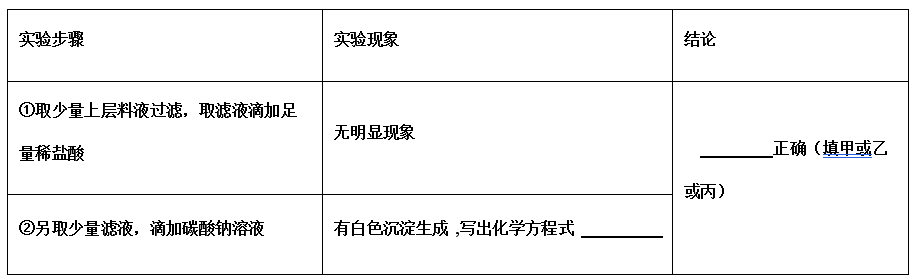 实验步骤
实验现象
结论
①取少量上层料液过滤，取滤液滴加足
量稀盐酸
无明显现象
________正确（填甲或乙
或丙）
②另取少量滤液，滴加碳酸钠溶液
有白色沉淀生成 ,写出化学方程式 _________